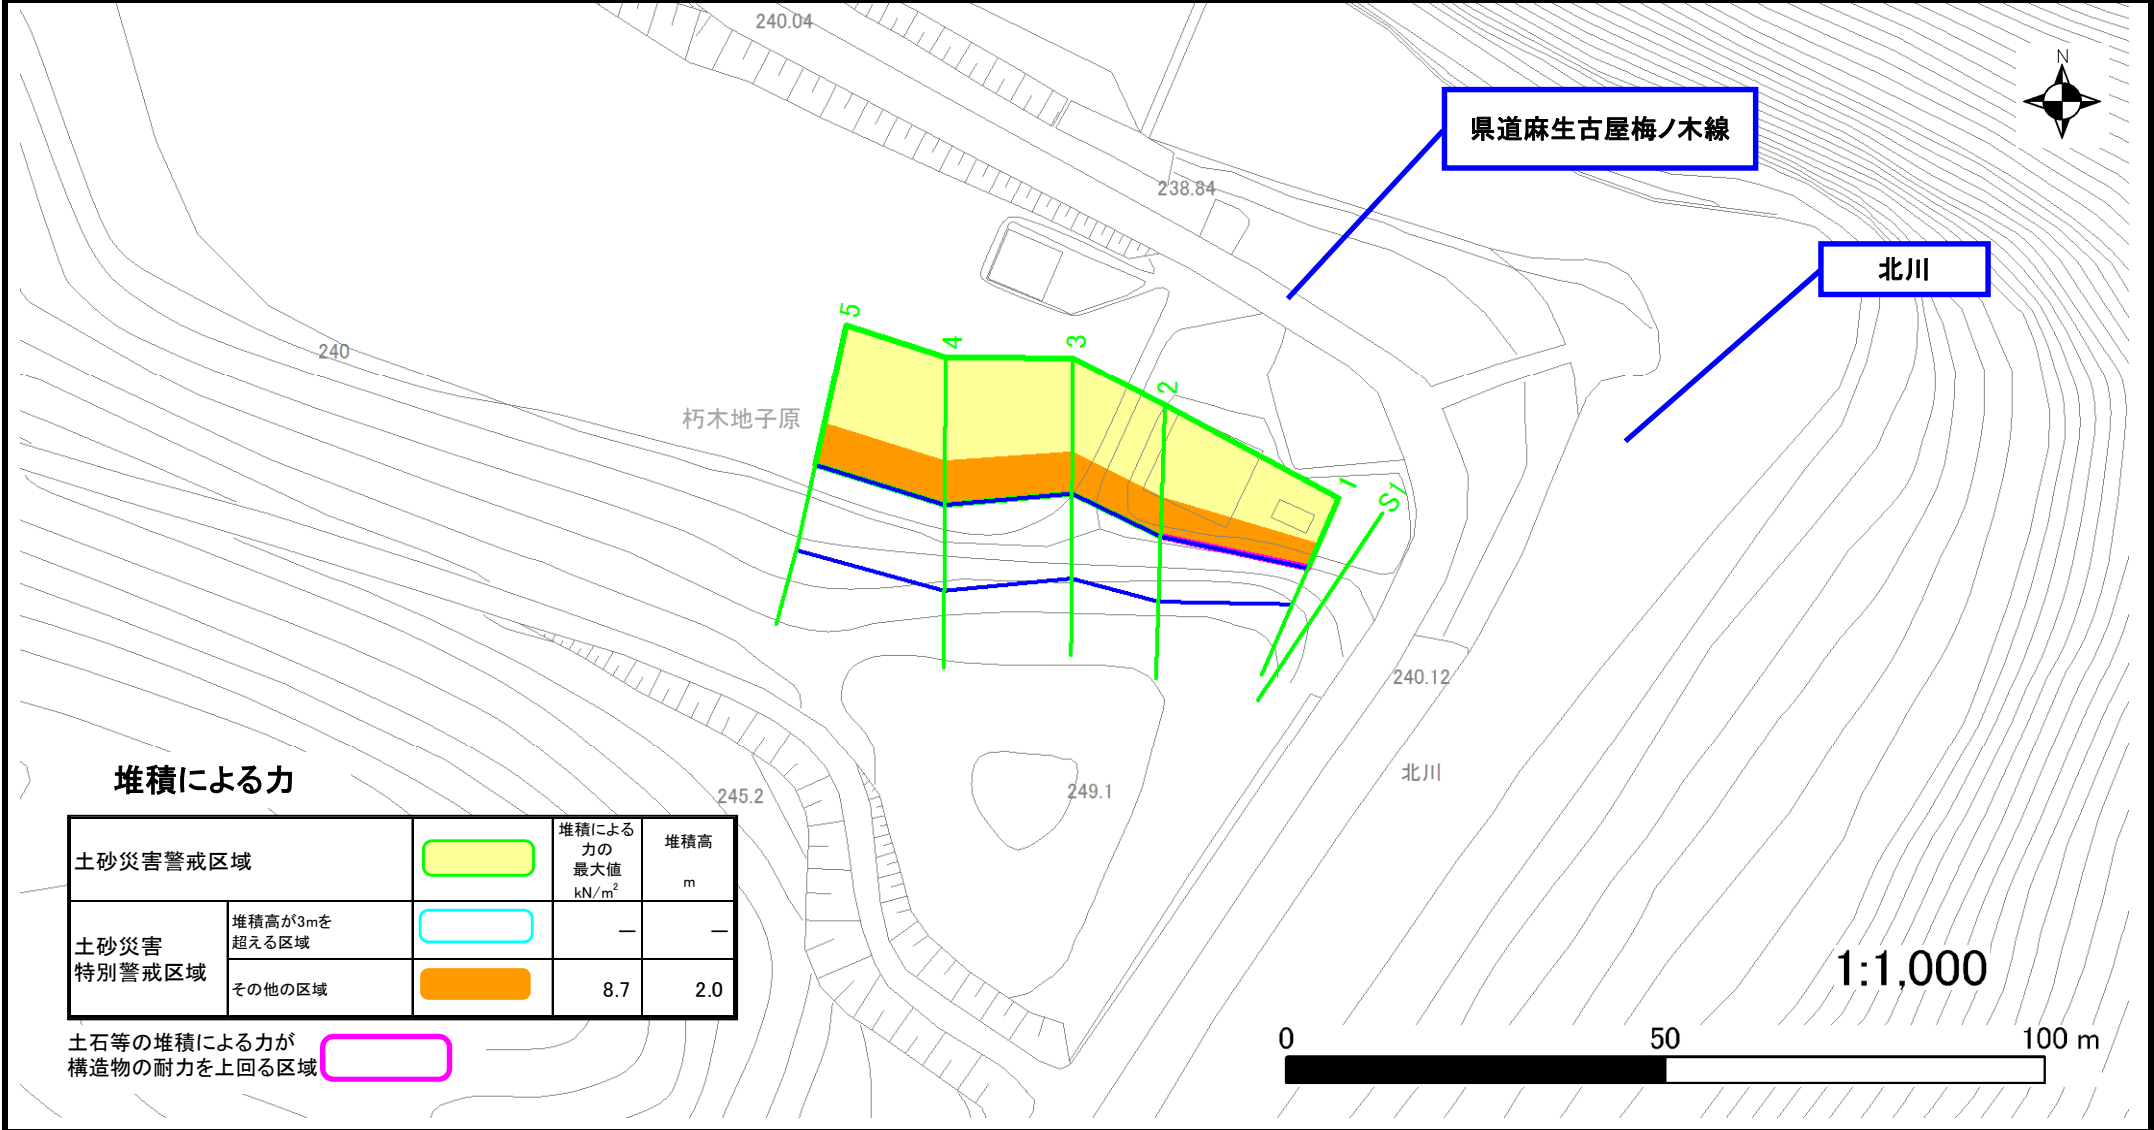 240.04
N
県道麻生古屋梅ノ木線
238.84
北川
5
4
3
240
2
朽木地子原
1
S1
240.12
北川
245.2
249.1
堆積による力
土砂災害警戒区域
堆積による
力の
最大値
kN/m²
堆積高
m
土砂災害
特別警戒区域
堆積高が3mを
超える区域
—
—
その他の区域
8.7
2.0
土石等の堆積による力が
構造物の耐力を上回る区域
1:1,000
0
50
100 m